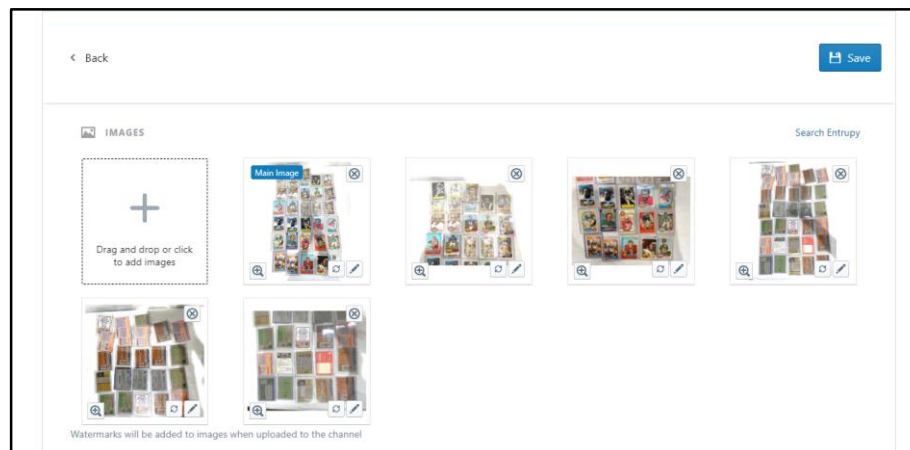 Back
Save
IMAGES
Search Entrupy
Main Image
Drag and drop or click
to add images
Watermarks will be added to images when uploaded to the channel